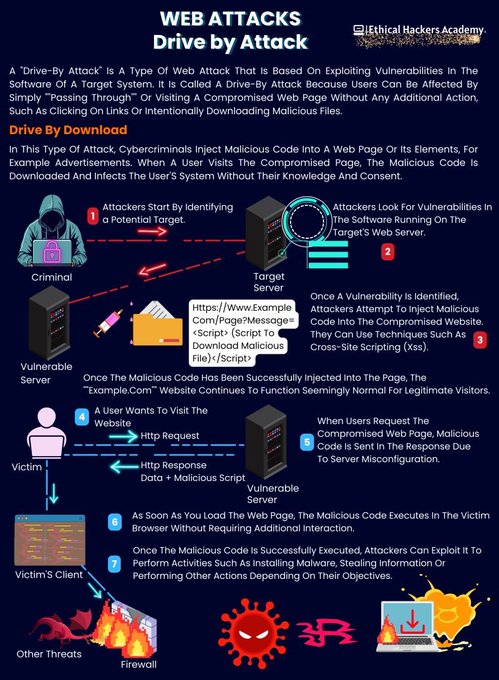 WEB ATTACKS
Drive by Attack
Ethical Hackers Academy
A "Drive-By Attack" Is A Type Of Web Attack That Is Based On Exploiting Vulnerabilities In The
Software Of A Target System. It Is Called A Drive-By Attack Because Users Can Be Affected By
Simply ""Passing Through"" Or Visiting A Compromised Web Page Without Any Additional Action,
Such As Clicking On Links Or Intentionally Downloading Malicious Files.
Drive By Download
In This Type Of Attack, Cybercriminals Inject Malicious Code Into A Web Page Or Its Elements, For
Example Advertisements. When A User Visits The Compromised Page, The Malicious Code Is
Downloaded And Infects The User'S System Without Their Knowledge And Consent.
1
Attackers Start By Identifying
a Potential Target.
Criminal
Target
Server
Attackers Look For Vulnerabilities In
The Software Running On The
Target'S Web Server.
2
Vulnerable
Server
Https://Www.Example
Com/Page?Message=
<Script> (Script To
Download Malicious
File)</Script>
Once A Vulnerability Is Identified,
Attackers Attempt To Inject Malicious
Code Into The Compromised Website.
They Can Use Techniques Such As
Cross-Site Scripting (Xss).
3
Once The Malicious Code Has Been Successfully Injected Into The Page, The
""Example.Com"" Website Continues To Function Seemingly Normal For Legitimate Visitors.
4
A User Wants To Visit The
Website
Http Request
Http Response
Data + Malicious Script
Victim
Vulnerable
Server
5
When Users Request The
Compromised Web Page, Malicious
Code Is Sent In The Response Due
To Server Misconfiguration.
6
As Soon As You Load The Web Page, The Malicious Code Executes In The Victim
Browser Without Requiring Additional Interaction.
7
Once The Malicious Code Is Successfully Executed, Attackers Can Exploit It To
Perform Activities Such As Installing Malware, Stealing Information Or
Performing Other Actions Depending On Their Objectives.
Victim'S Client
Other Threats
Firewall